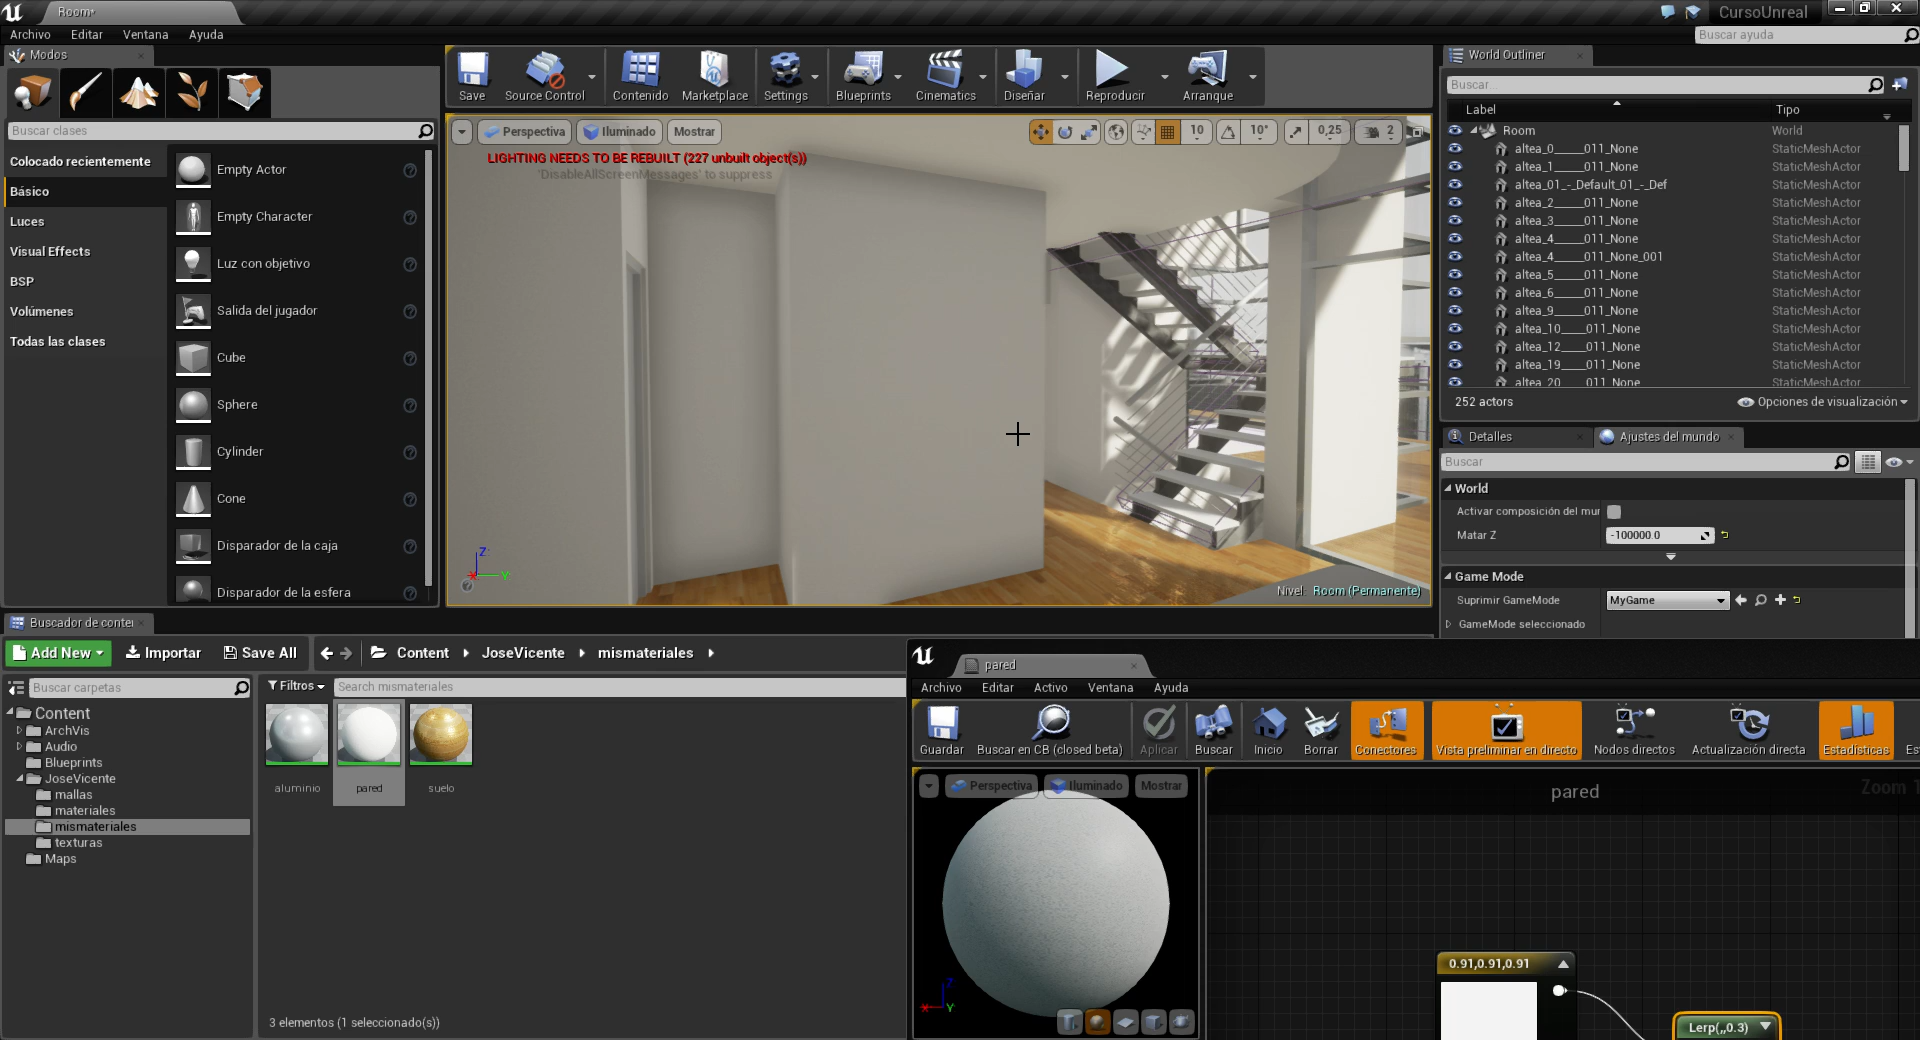 Room*
CursoUnreal
Archivo Editar Ventana Ayuda
Buscar ayuda
Modos
Buscar clases
Colocado recientemente
Básico
Luces
Visual Effects
BSP
Volúmenes
Todas las clases
Empty Actor
Empty Character
Luz con objetivo
Salida del jugador
Cube
Sphere
Cylinder
Cone
Disparador de la caja
Disparador de la esfera
Save Source Control Contenido Marketplace Settings Blueprints Cinematics Diseñar Reproducir Arranque
Perspectiva Iluminado Mostrar
10 10° 0,25 2
LIGHTING NEEDS TO BE REBUILT (227 unbuilt object(s))
'DisableAllScreenMessages' to suppress
Z
X Y
Nivel: Room (Permanente)
World Outliner
Buscar...
Label Tipo
Room World
altea_0____011_None StaticMeshActor
altea_1____011_None StaticMeshActor
altea_01_-_Default_01_-_Def StaticMeshActor
altea_2____011_None StaticMeshActor
altea_3____011_None StaticMeshActor
altea_4____011_None StaticMeshActor
altea_4____011_None_001 StaticMeshActor
altea_5____011_None StaticMeshActor
altea_6____011_None StaticMeshActor
altea_9____011_None StaticMeshActor
altea_10____011_None StaticMeshActor
altea_12____011_None StaticMeshActor
altea_19____011_None StaticMeshActor
altea_20____011_None StaticMeshActor
252 actors
Opciones de visualización
Detalles Ajustes del mundo
Buscar
World
Activar composición del mur
Matar Z -100000.0
Game Mode
Suprimir GameMode MyGame
GameMode seleccionado
Buscador de conter
Add New Importar Save All Content JoseVicente mismateriales
Buscar carpetas
Filtros Search mismateriales
Content
ArchVis
Audio
Blueprints
JoseVicente
mallas
materiales
mismateriales
texturas
Maps
aluminio pared suelo
3 elementos (1 seleccionado(s))
pared
Archivo Editar Activo Ventana Ayuda
Guardar Buscar en CB (closed beta) Aplicar Buscar Inicio Borrar Conectores Vista preliminar en directo Nodos directos Actualización directa Estadísticas Es
Perspectiva Iluminado Mostrar
Z
X Y
pared
Zoom 1
0.91,0.91,0.91
Lerp(,,0.3)